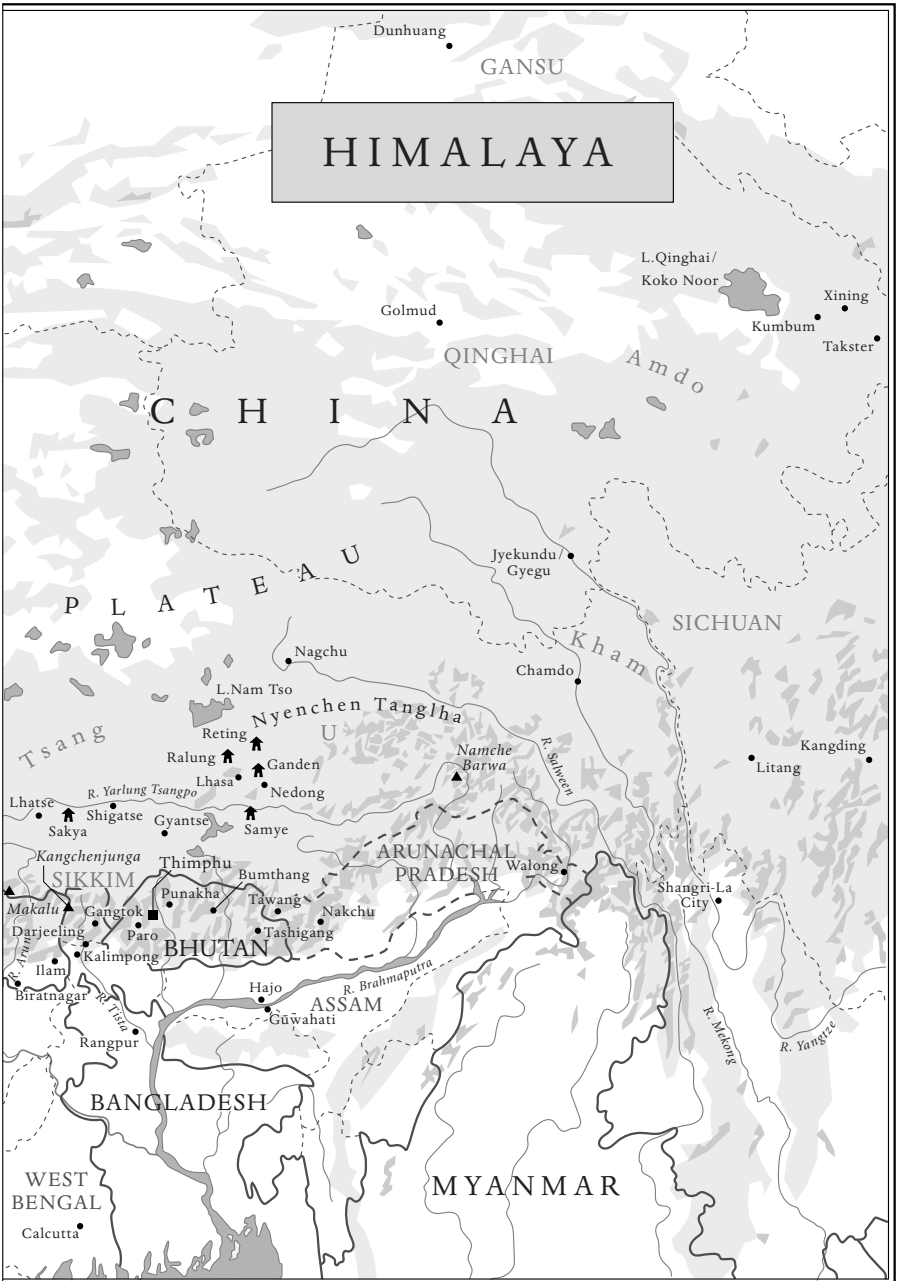 Dunhuang
GANSU
HIMALAYA
L.Qinghai/
Koko Noor
Xining
Golmud
Kumbum
Takster
QINGHAI
Amdo
CHINA
Jyekundu/
Gyegu
PLATEAU
SICHUAN
Kham
Nagchu
Chamdo
L.Nam Tso
Nyenchen Tanglha
Reting
U
Tsang
Ralung
Ganden
Namche
Barwa
R. Salween
Kangding
Litang
Lhasa
Nedong
R. Yarlung Tsangpo
Lhatse
Shigatse
Sakya
Gyantse
Samye
Kangchenjunga
Thimphu
ARUNACHAL
PRADESH
Walong
SIKKIM
Bumthang
Punakha
Shangri-La
City
Makalu
Gangtok
Tawang
Nakchu
Darjeeling
Paro
BHUTAN
Tashigang
R. Arun
Kalimpong
Ilam
R. Brahmaputra
Biratnagar
Hajo
ASSAM
R. Tista
Gūwahati
Rangpur
R. Mekong
R. Yangtze
BANGLADESH
WEST
BENGAL
MYANMAR
Calcutta